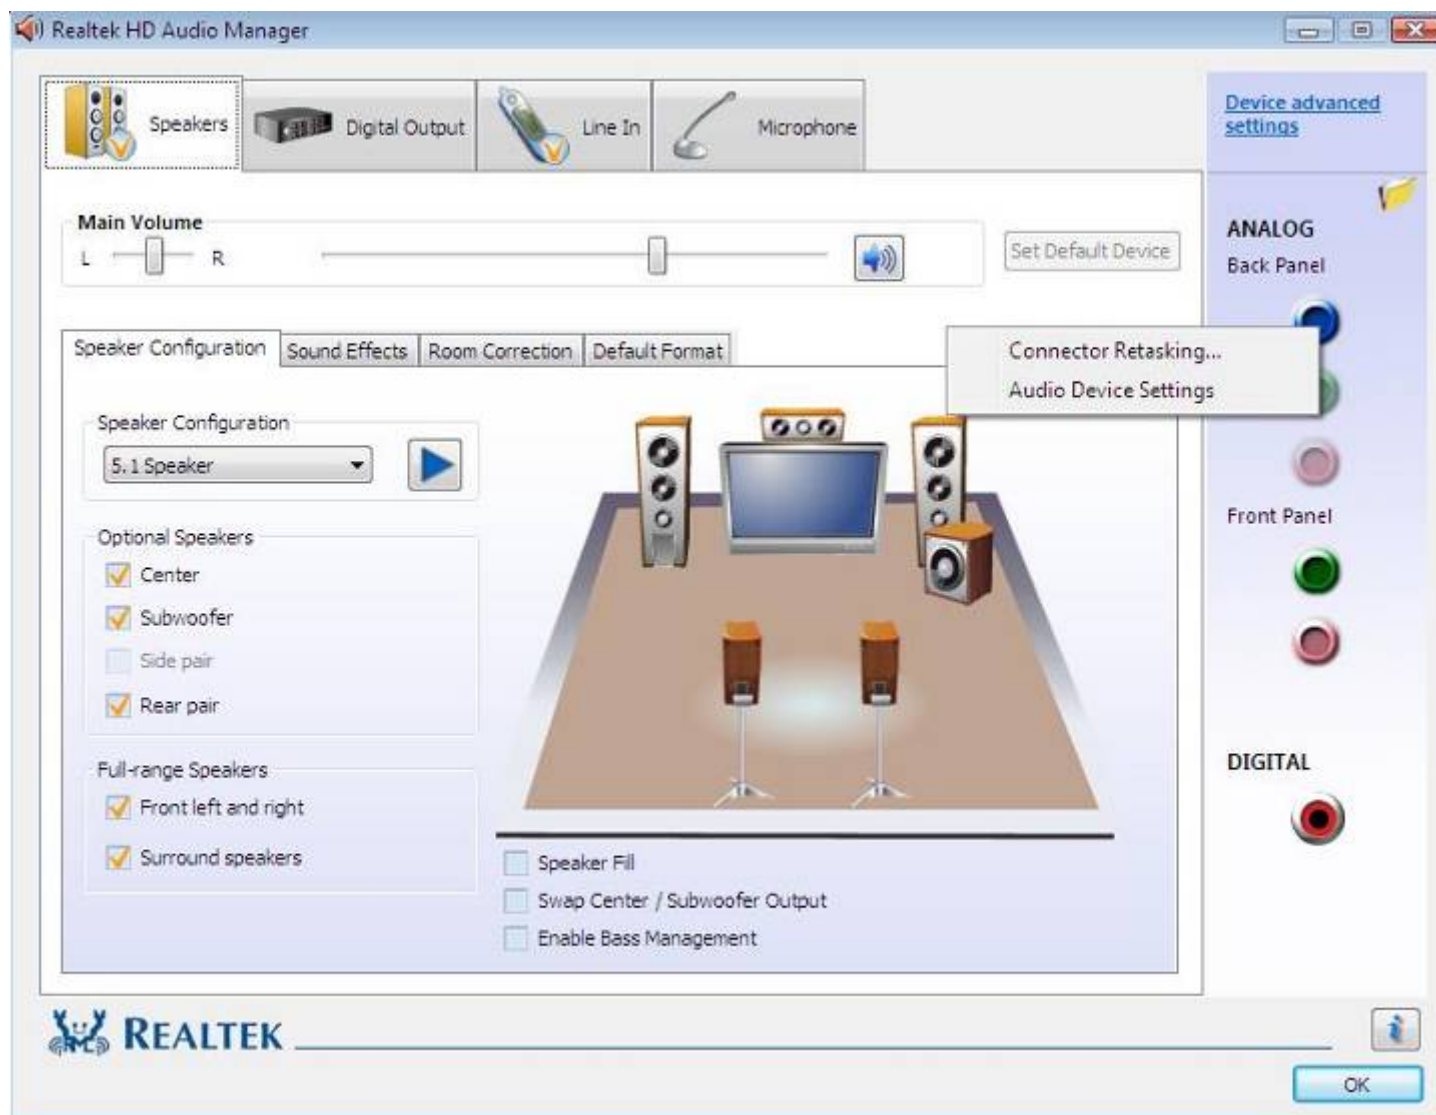 Realtek HD Audio Manager
Speakers
Digital Output
Line In
Microphone
Device advanced
settings
Main Volume
L
R
Set Default Device
ANALOG
Back Panel
Speaker Configuration
Sound Effects
Room Correction
Default Format
Connector Retasking...
Audio Device Settings
Speaker Configuration
5.1 Speaker
Optional Speakers
Center
Subwoofer
Side pair
Rear pair
Front Panel
Full-range Speakers
Front left and right
Surround speakers
DIGITAL
Speaker Fill
Swap Center / Subwoofer Output
Enable Bass Management
REALTEK
OK